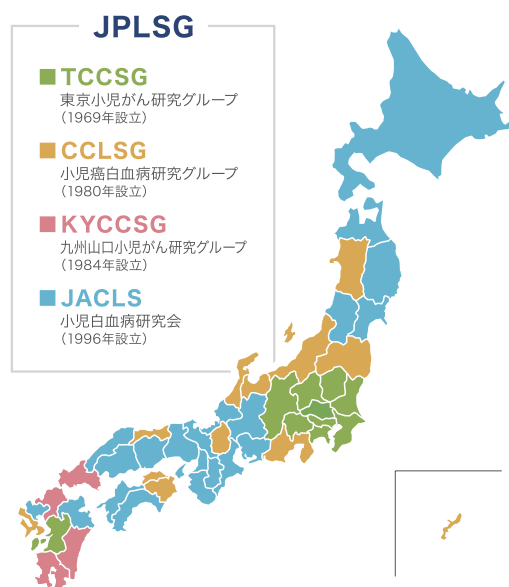 JPLSG
TCCSG
東京小児がん研究グループ
（1969年設立）
CCLSG
小児癌白血病研究グループ
（1980年設立）
KYCCSG
九州山口小児がん研究グループ
（1984年設立）
JACLS
小児白血病研究会
（1996年設立）